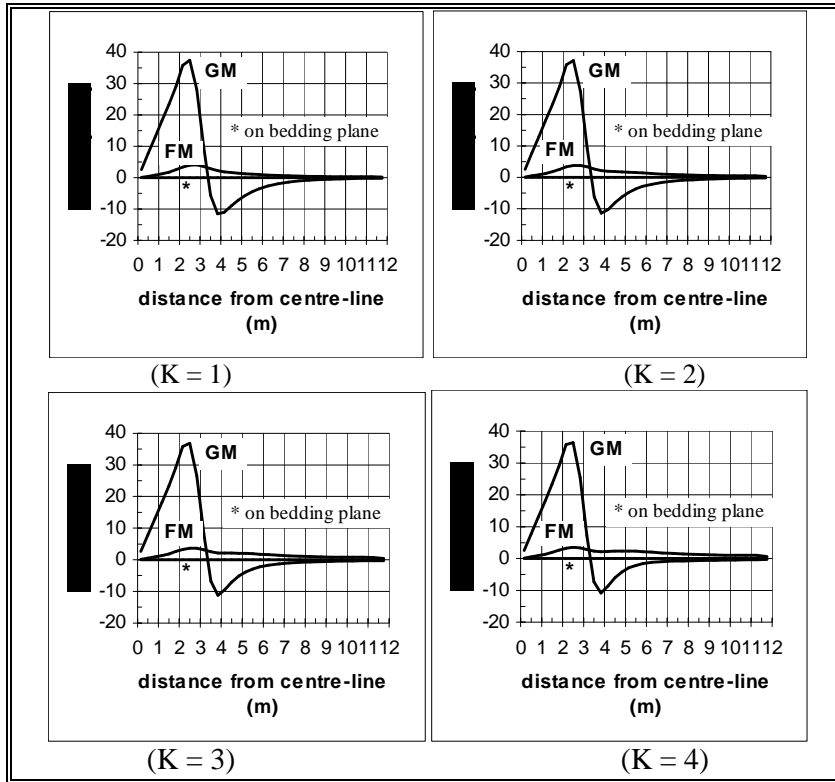 40
30
20
10
0
-10
-20
GM
* on bedding plane
FM
*
0 1 2 3 4 5 6 7 8 9 10 11 12
distance from centre-line
(m)
(K = 1)
40
30
20
10
0
-10
-20
GM
* on bedding plane
FM
*
0 1 2 3 4 5 6 7 8 9 10 11 12
distance from centre-line
(m)
(K = 2)
40
30
20
10
0
-10
-20
GM
* on bedding plane
FM
*
0 1 2 3 4 5 6 7 8 9 10 11 12
distance from centre-line
(m)
(K = 3)
40
30
20
10
0
-10
-20
GM
* on bedding plane
FM
*
0 1 2 3 4 5 6 7 8 9 10 11 12
distance from centre-line
(m)
(K = 4)